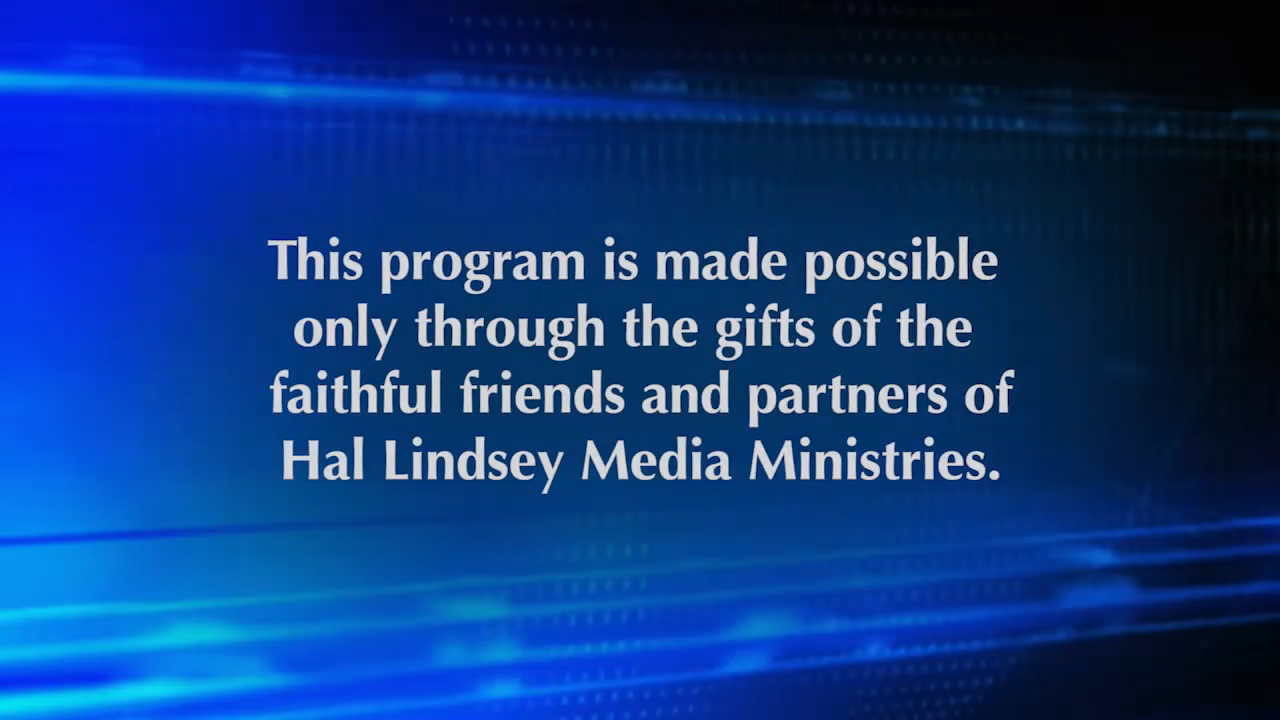 This program is made possible
only through the gifts of the
faithful friends and partners of
Hal Lindsey Media Ministries.